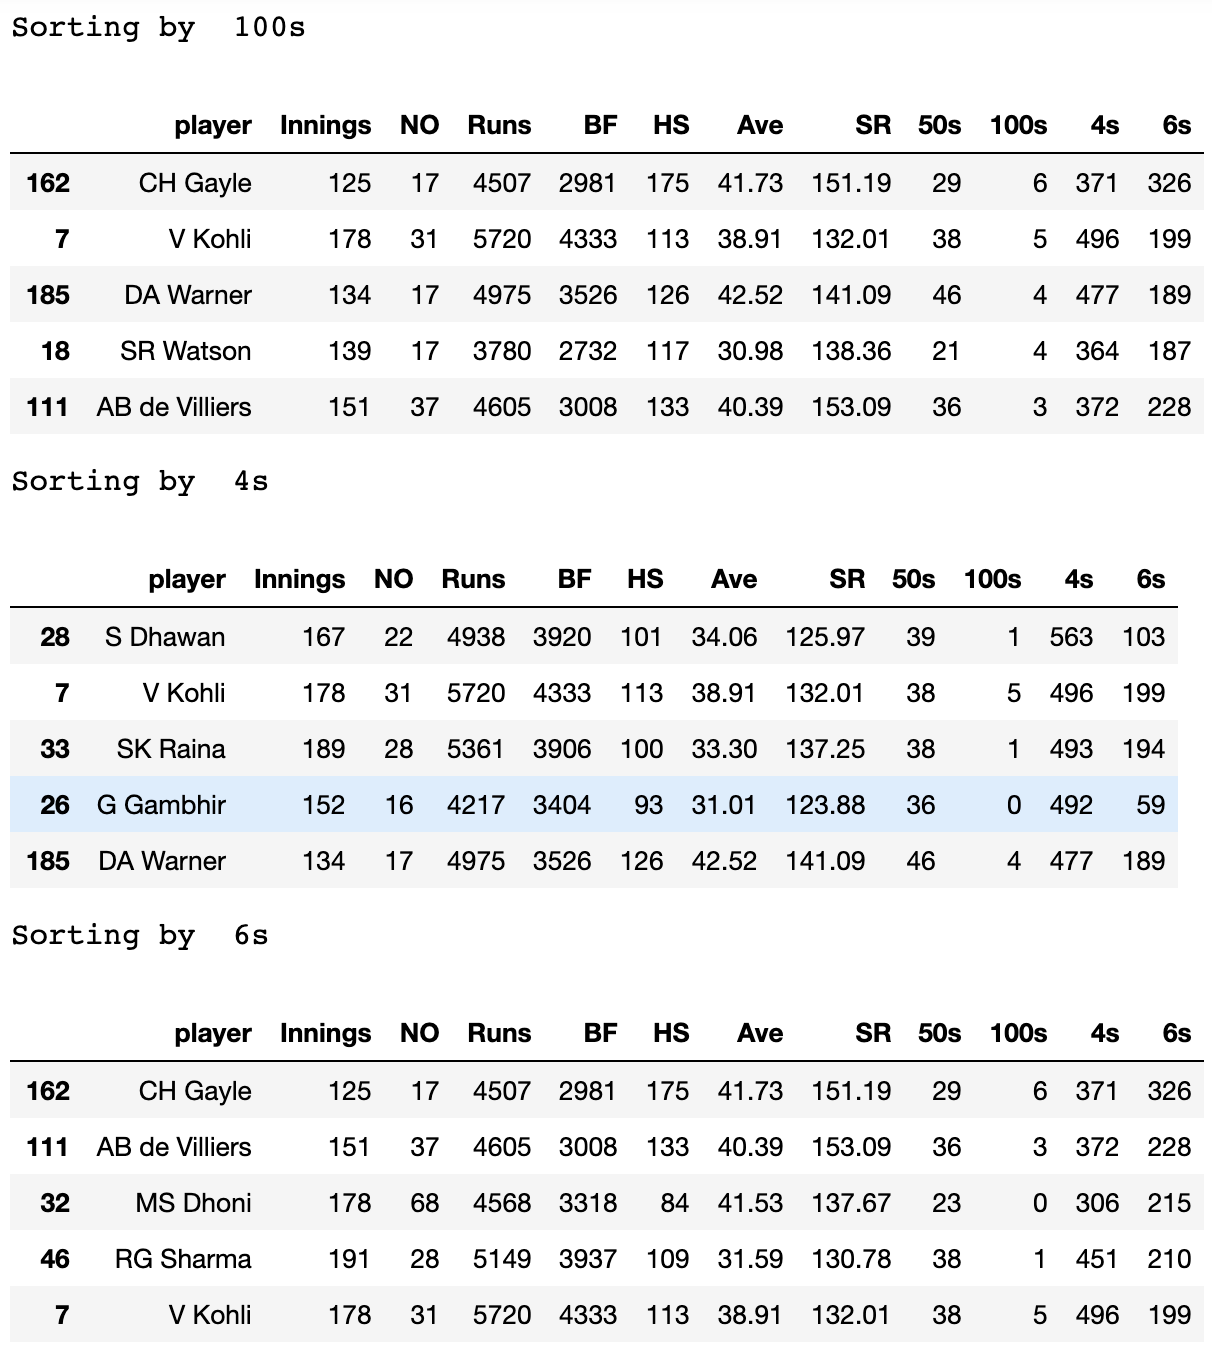 Sorting by  100s
player Innings NO Runs BF HS Ave SR 50s 100s 4s 6s
162 CH Gayle 125 17 4507 2981 175 41.73 151.19 29 6 371 326
7 V Kohli 178 31 5720 4333 113 38.91 132.01 38 5 496 199
185 DA Warner 134 17 4975 3526 126 42.52 141.09 46 4 477 189
18 SR Watson 139 17 3780 2732 117 30.98 138.36 21 4 364 187
111 AB de Villiers 151 37 4605 3008 133 40.39 153.09 36 3 372 228
Sorting by  4s
player Innings NO Runs BF HS Ave SR 50s 100s 4s 6s
28 S Dhawan 167 22 4938 3920 101 34.06 125.97 39 1 563 103
7 V Kohli 178 31 5720 4333 113 38.91 132.01 38 5 496 199
33 SK Raina 189 28 5361 3906 100 33.30 137.25 38 1 493 194
26 G Gambhir 152 16 4217 3404 93 31.01 123.88 36 0 492 59
185 DA Warner 134 17 4975 3526 126 42.52 141.09 46 4 477 189
Sorting by  6s
player Innings NO Runs BF HS Ave SR 50s 100s 4s 6s
162 CH Gayle 125 17 4507 2981 175 41.73 151.19 29 6 371 326
111 AB de Villiers 151 37 4605 3008 133 40.39 153.09 36 3 372 228
32 MS Dhoni 178 68 4568 3318 84 41.53 137.67 23 0 306 215
46 RG Sharma 191 28 5149 3937 109 31.59 130.78 38 1 451 210
7 V Kohli 178 31 5720 4333 113 38.91 132.01 38 5 496 199